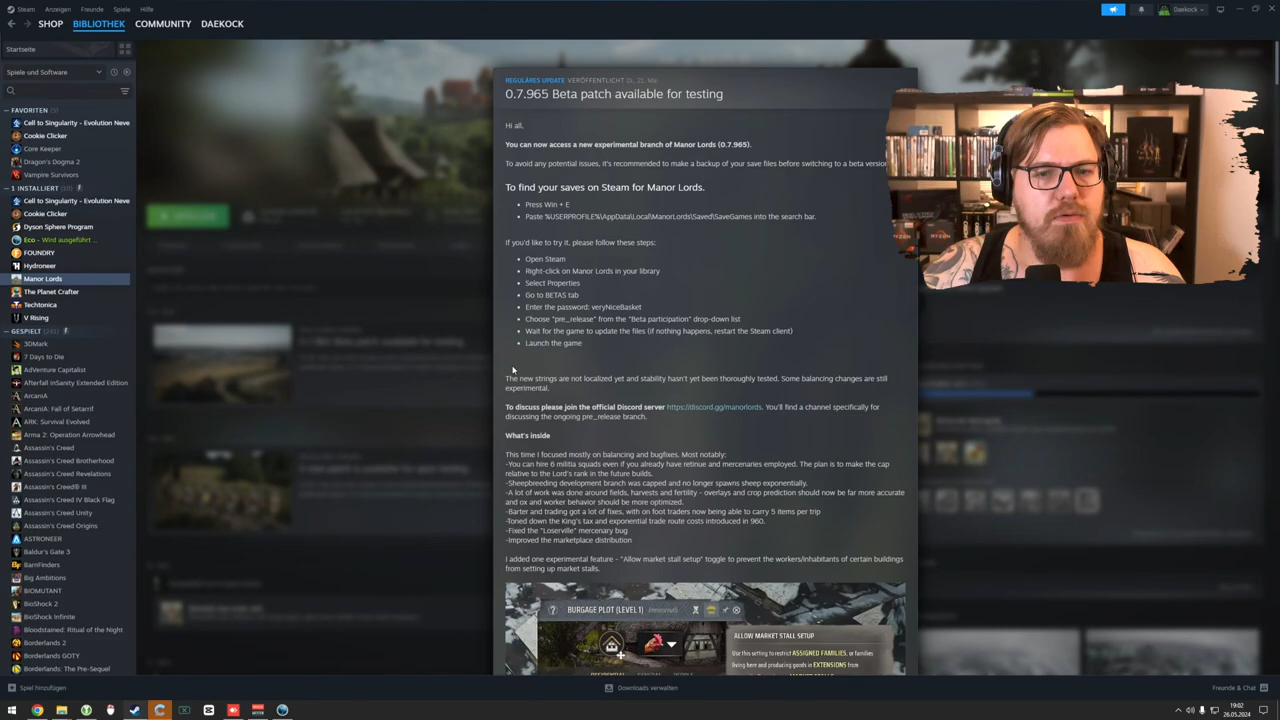 Steam Anzeigen Freunde Spiele Hilfe
Daekock
SHOP BIBLIOTHEK COMMUNITY DAEKOCK
Startseite
Spiele und Software
FAVORITEN (5)
Cell to Singularity - Evolution Neve
Cookie Clicker
Core Keeper
Dragon's Dogma 2
Vampire Survivors
1 INSTALLIERT (10)
Cell to Singularity - Evolution Neve
Cookie Clicker
Dyson Sphere Program
Eco - Wird ausgeführt ...
FOUNDRY
Hydroneer
Manor Lords
The Planet Crafter
Techtonica
V Rising
GESPIELT (241)
3DMark
7 Days to Die
AdVenture Capitalist
Afterfall InSanity Extended Edition
ArcaniA
ArcaniA: Fall of Setarrif
ARK: Survival Evolved
Arma 2: Operation Arrowhead
Assassin's Creed
Assassin's Creed Brotherhood
Assassin's Creed Revelations
Assassin's Creed® III
Assassin's Creed IV Black Flag
Assassin's Creed Unity
Assassin's Creed Origins
ASTRONEER
Baldur's Gate 3
BarnFinders
Big Ambitions
BIOMUTANT
BioShock 2
BioShock Infinite
Bloodstained: Ritual of the Night
Borderlands 2
Borderlands GOTY
Borderlands: The Pre-Sequel
REGULÄRES UPDATE VERÖFFENTLICHT Di, 21. Mai
0.7.965 Beta patch available for testing
Hi all,
You can now access a new experimental branch of Manor Lords (0.7.965).
To avoid any potential issues, it's recommended to make a backup of your save files before switching to a beta version
To find your saves on Steam for Manor Lords.
• Press Win + E
• Paste %USERPROFILE%\AppData\Local\ManorLords\Saved\SaveGames into the search bar.
If you'd like to try it, please follow these steps:
• Open Steam
• Right-click on Manor Lords in your library
• Select Properties
• Go to BETAS tab
• Enter the password: veryNiceBasket
• Choose "pre_release" from the "Beta participation" drop-down list
• Wait for the game to update the files (if nothing happens, restart the Steam client)
• Launch the game
The new strings are not localized yet and stability hasn't yet been thoroughly tested. Some balancing changes are still
experimental.
To discuss please join the official Discord server https://discord.gg/manorlords. You'll find a channel specifically for
discussing the ongoing pre_release branch.
What's inside
This time I focused mostly on balancing and bugfixes. Most notably:
-You can hire 6 militia squads even if you already have retinue and mercenaries employed. The plan is to make the cap
relative to the Lord's rank in the future builds.
-Sheepbreeding development branch was capped and no longer spawns sheep exponentially.
-A lot of work was done around fields, harvests and fertility - overlays and crop prediction should now be far more accurate
and ox and worker behavior should be more optimized.
-Barter and trading got a lot of fixes, with on foot traders now being able to carry 5 items per trip
-Toned down the King's tax and exponential trade route costs introduced in 960.
-Fixed the "Loserville" mercenary bug
-Improved the marketplace distribution
I added one experimental feature - "Allow market stall setup" toggle to prevent the workers/inhabitants of certain buildings
from setting up market stalls.
BURGAGE PLOT (LEVEL 1)
ALLOW MARKET STALL SETUP
Use this setting to restrict ASSIGNED FAMILIES, or families
living here and producing goods in EXTENSIONS from
RYZEN
Spiel hinzufügen
Downloads verwalten
Freunde & Chat
19:02
26.05.2024